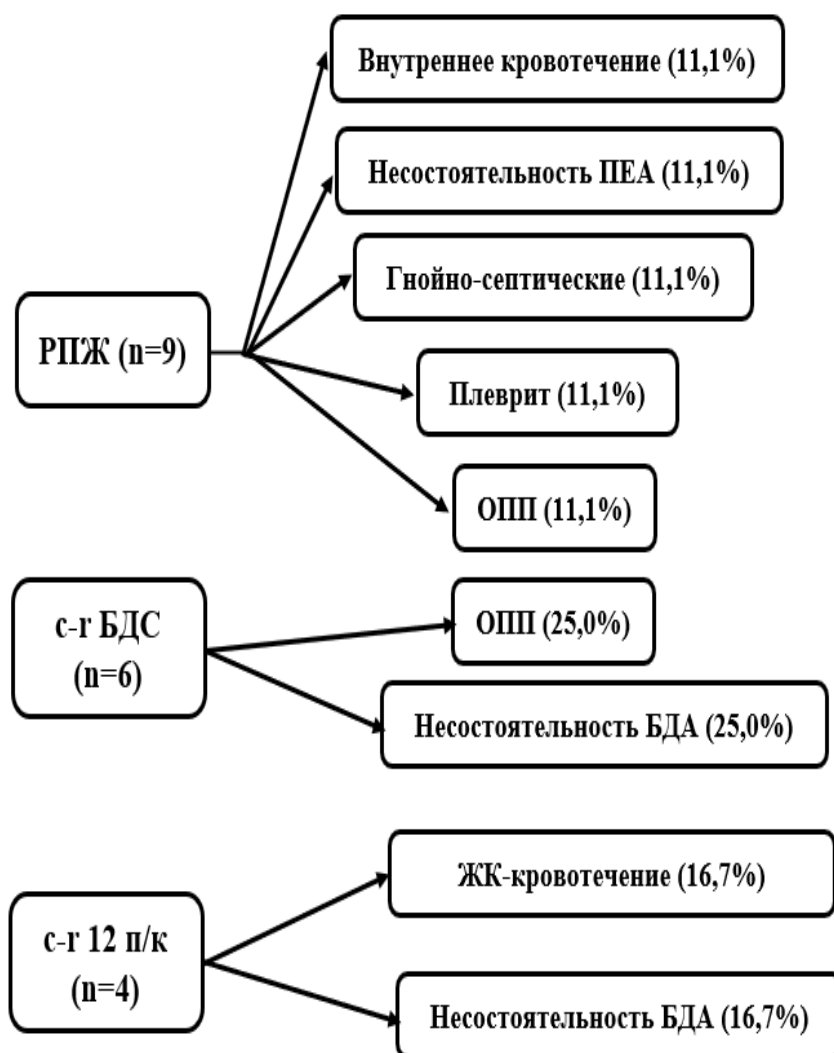 Внутреннее кровотечение (11,1%)
Несостоятельность ПЕА (11,1%)
Гнойно-септические (11,1%)
РПЖ (n=9)
Плеврит (11,1%)
ОПП (11,1%)
c-r БДС
(n=6)
ОПП (25,0%)
Несостоятельность БДА (25,0%)
ЖК-кровотечение (16,7%)
c-r 12 п/к
(n=4)
Несостоятельность БДА (16,7%)